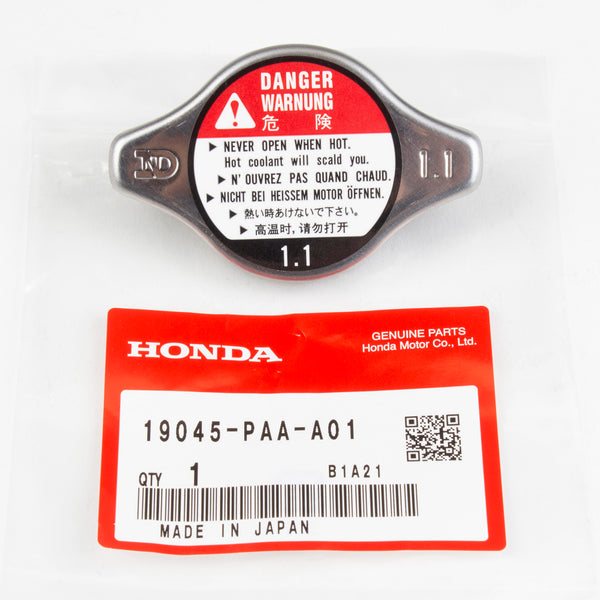 DANGER
WARNUNG
危 険
▶ NEVER OPEN WHEN HOT.
Hot coolant will scald you.
▶ N'OUVREZ PAS QUAND CHAUD.
▶ NICHT BEI HEISSEM MOTOR ÖFFNEN.
▶ 熱い時あけないで下さい。
▶ 高温时,请勿打开
1.1
ND
1.1
HONDA
GENUINE PARTS
Honda Motor Co., Ltd.
19045-PAA-A01
QTY 1 B1A21
MADE IN JAPAN